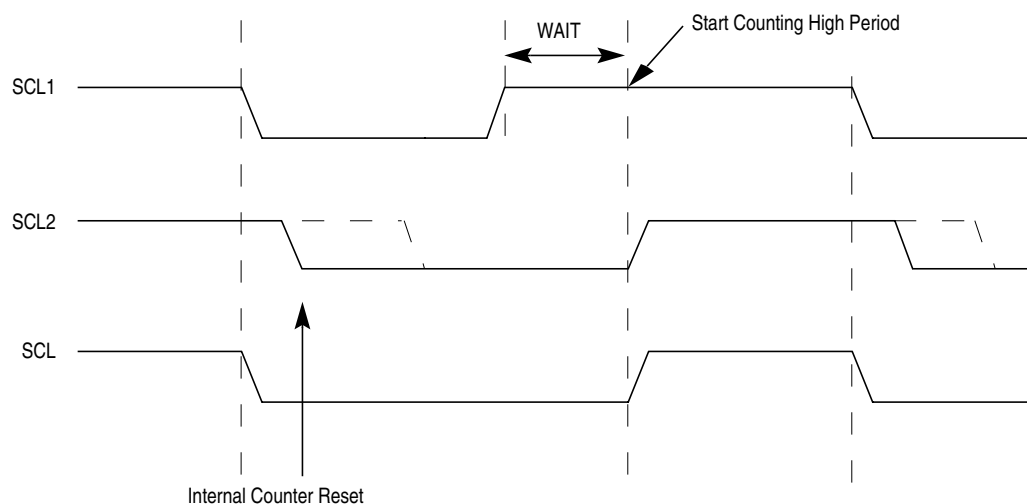 WAIT
Start Counting High Period
SCL1
SCL2
SCL
Internal Counter Reset